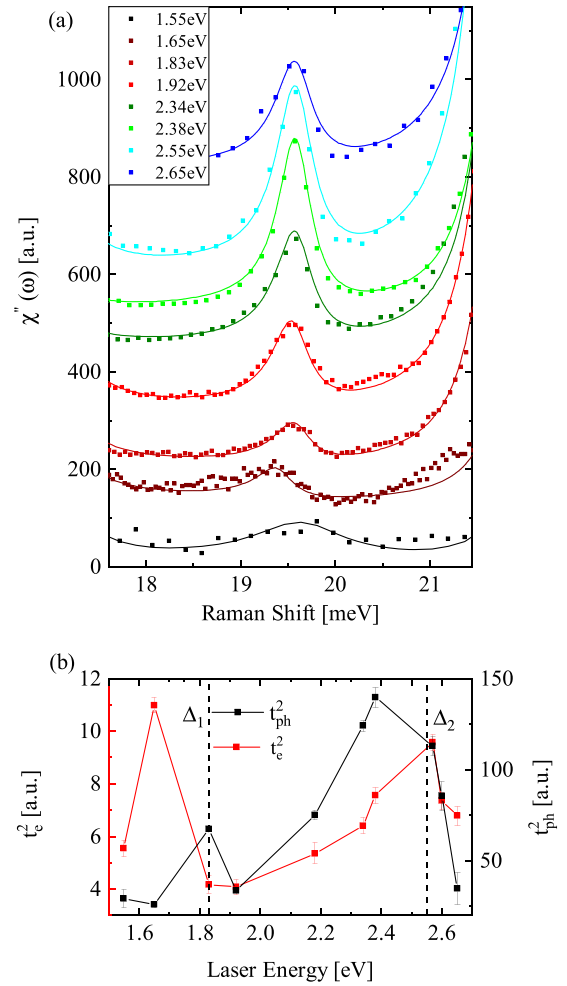 (a)
1.55eV
1.65eV
1.83eV
1.92eV
2.34eV
2.38eV
2.55eV
2.65eV
1000
800
600
400
200
0
χ" (ω) [a.u.]
18 19 20 21
Raman Shift [meV]
(b)
12
10
8
6
4
t²ₑ [a.u.]
Δ₁
t²ₚₕ
t²ₑ
Δ₂
150
100
50
t²ₚₕ [a.u.]
1.6 1.8 2.0 2.2 2.4 2.6
Laser Energy [eV]